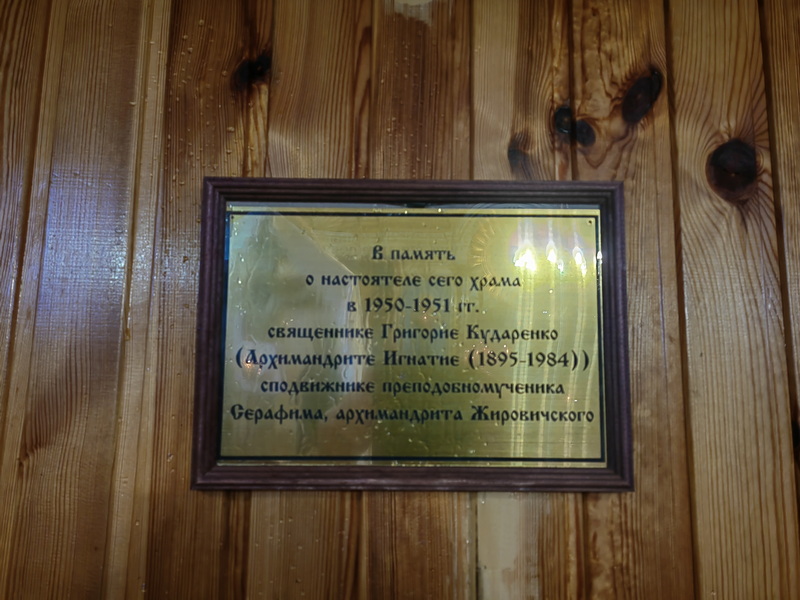 В память
о настоятеле сего храма
в 1950-1951 гг.
священнике Григорие Кударенко
(Архимандрите Игнатие (1895-1984))
сподвижнике преподобномученика
Серафима, архимандрита Жировичского